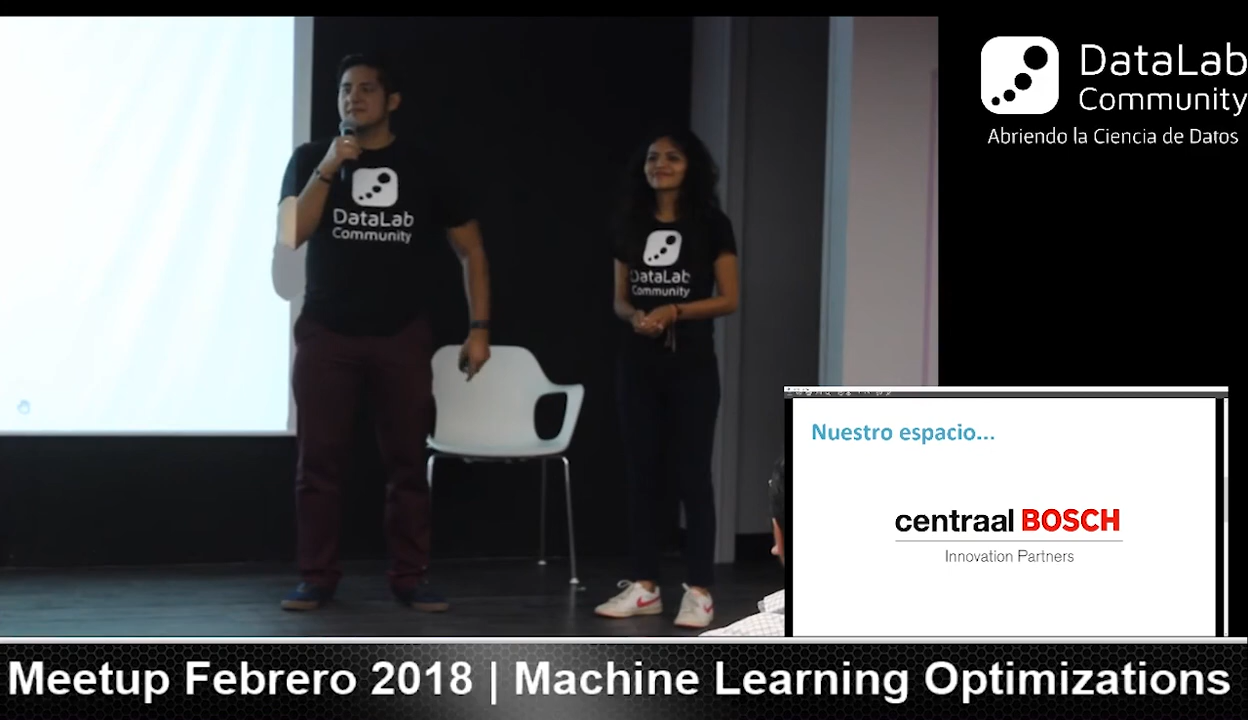 DataLab
Community
Abriendo la Ciencia de Datos
DataLab
Community
DataLab
Community
Nuestro espacio...
centraal BOSCH
Innovation Partners
Meetup Febrero 2018 | Machine Learning Optimizations